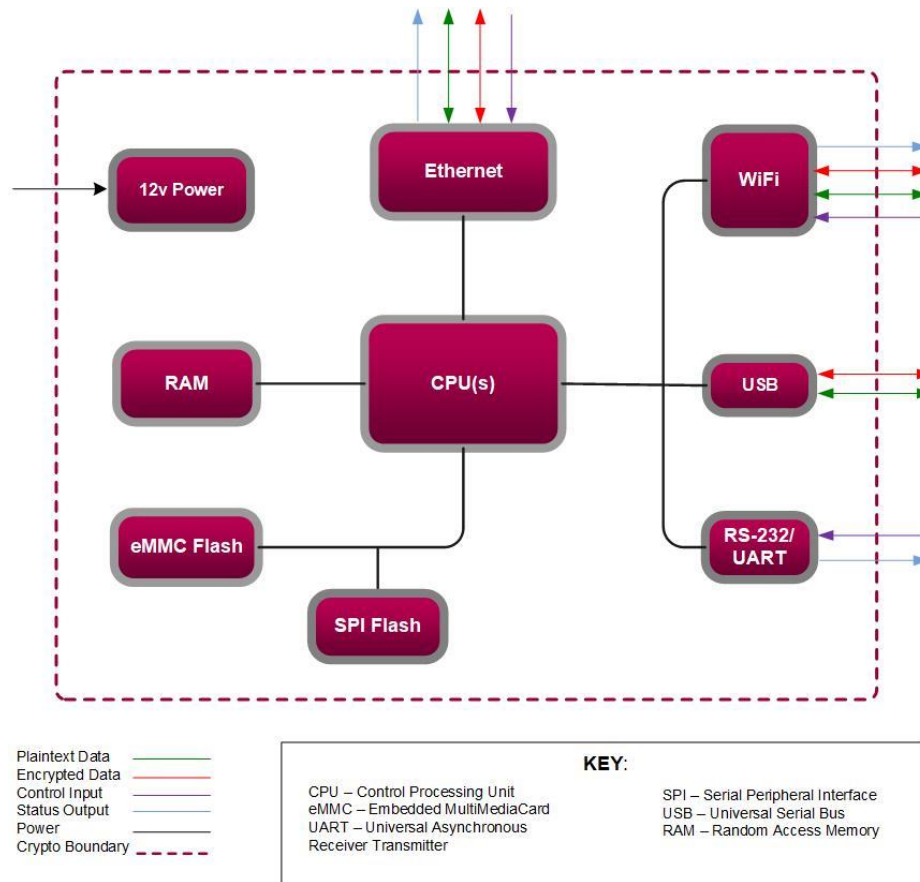 Ethernet
WiFi
12v Power
RAM
CPU(s)
USB
eMMC Flash
RS-232/
UART
SPI Flash
Plaintext Data
Encrypted Data
Control Input
Status Output
Power
Crypto Boundary
KEY:
CPU – Control Processing Unit
eMMC – Embedded MultiMediaCard
UART – Universal Asynchronous
Receiver Transmitter
SPI – Serial Peripheral Interface
USB – Universal Serial Bus
RAM – Random Access Memory